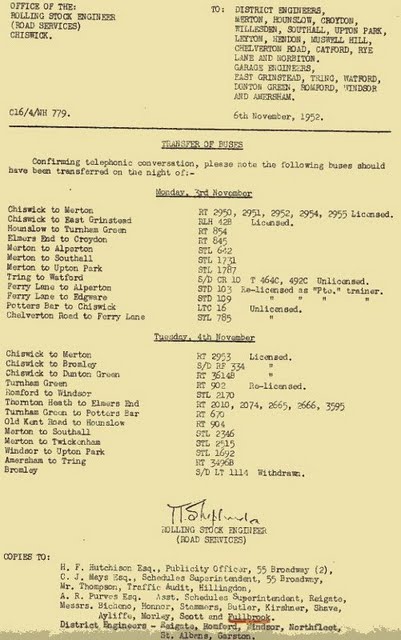 OFFICE OF THE:
ROLLING STOCK ENGINEER
(ROAD SERVICES)
CHISWICK.
TO: DISTRICT ENGINEERS,
MERTON, HOUNSLOW, CROYDON,
WILLESDEN, SOUTHALL, UPTON PARK,
LEYTON, HENDON, MUSWELL HILL,
CHELVERTON ROAD, CATFORD, RYE
LANE AND NORBITON.
GARAGE ENGINEERS,
EAST GRINSTEAD, TRING, WATFORD,
DUNTON GREEN, ROMFORD, WINDSOR
AND AMERSHAM.
C16/4/WH 779.
6th November, 1952.
TRANSFER OF BUSES
Confirming telephonic conversation, please note the following buses should
have been transferred on the night of:-
Monday, 3rd November
Chiswick to Merton RT 2950, 2951, 2952, 2954, 2955 Licensed.
Chiswick to East Grinstead RLH 42B Licensed.
Hounslow to Turnham Green RT 854
Elmers End to Croydon RT 845
Merton to Alperton STL 642
Merton to Southall STL 1731
Merton to Upton Park STL 1787
Tring to Watford S/D CR 10 T 464C, 492C Unlicensed.
Ferry Lane to Alperton STD 103 Re-licensed as "Pte." trainer.
Ferry Lane to Edgware STD 109 " " " "
Potters Bar to Chiswick LTC 16 Unlicensed.
Chelverton Road to Ferry Lane STL 785 "
Tuesday, 4th November
Chiswick to Merton RT 2953 Licensed.
Chiswick to Bromley S/D RF 334 "
Chiswick to Dunton Green RT 3614B "
Turnham Green RT 902 Re-licensed.
Romford to Windsor STL 2170
Thornton Heath to Elmers End RT 2010, 2074, 2665, 2666, 3595
Turnham Green to Potters Bar RT 670
Old Kent Road to Hounslow RT 904
Merton to Southall STL 2346
Merton to Twickenham STL 2515
Windsor to Upton Park STL 1692
Amersham to Tring RT 3496B
Bromley S/D LT 1114 Withdrawn.
ROLLING STOCK ENGINEER
(ROAD SERVICES)
COPIES TO:
H. F. Hutchison Esq., Publicity Officer, 55 Broadway (2),
C. J. Mays Esq., Schedules Superintendent, 55 Broadway,
Mr. Thompson, Traffic Audit, Hillingdon,
A. R. Purves Esq. Asst. Schedules Superintendent, Reigate,
Messrs. Bicheno, Honnor, Stammers, Butler, Kirshner, Shave,
Ayliffe, Morley, Scott and Pullbrook.
District Engineers - Reigate, Romford, Windsor, Northfleet,
St. Albans, Garston.